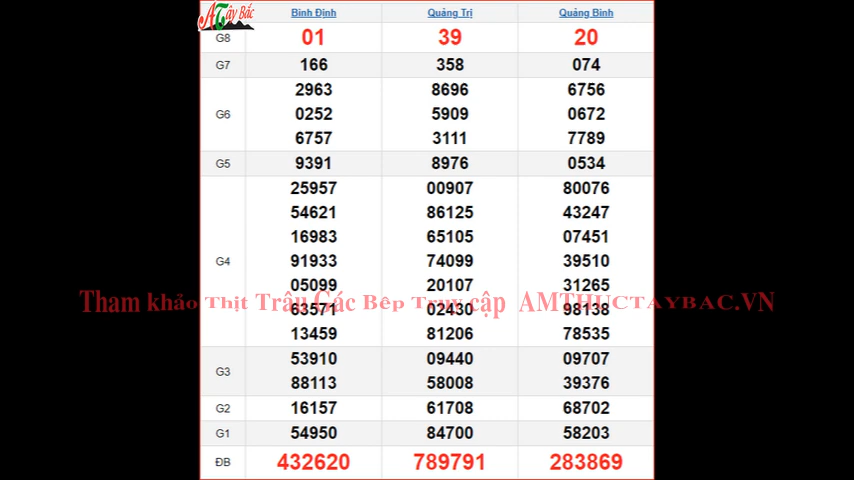 A Tây Bắc
Bình Định Quảng Trị Quảng Bình
G8 01 39 20
G7 166 358 074
2963 8696 6756
G6 0252 5909 0672
6757 3111 7789
G5 9391 8976 0534
25957 00907 80076
54621 86125 43247
16983 65105 07451
G4 91933 74099 39510
05099 20107 31265
Tham khảo Thịt Trâu Gác Bếp Truy cập AMTHUCTAYBAC.VN
63571 02430 98138
13459 81206 78535
53910 09440 09707
G3
88113 58008 39376
G2 16157 61708 68702
G1 54950 84700 58203
ĐB 432620 789791 283869